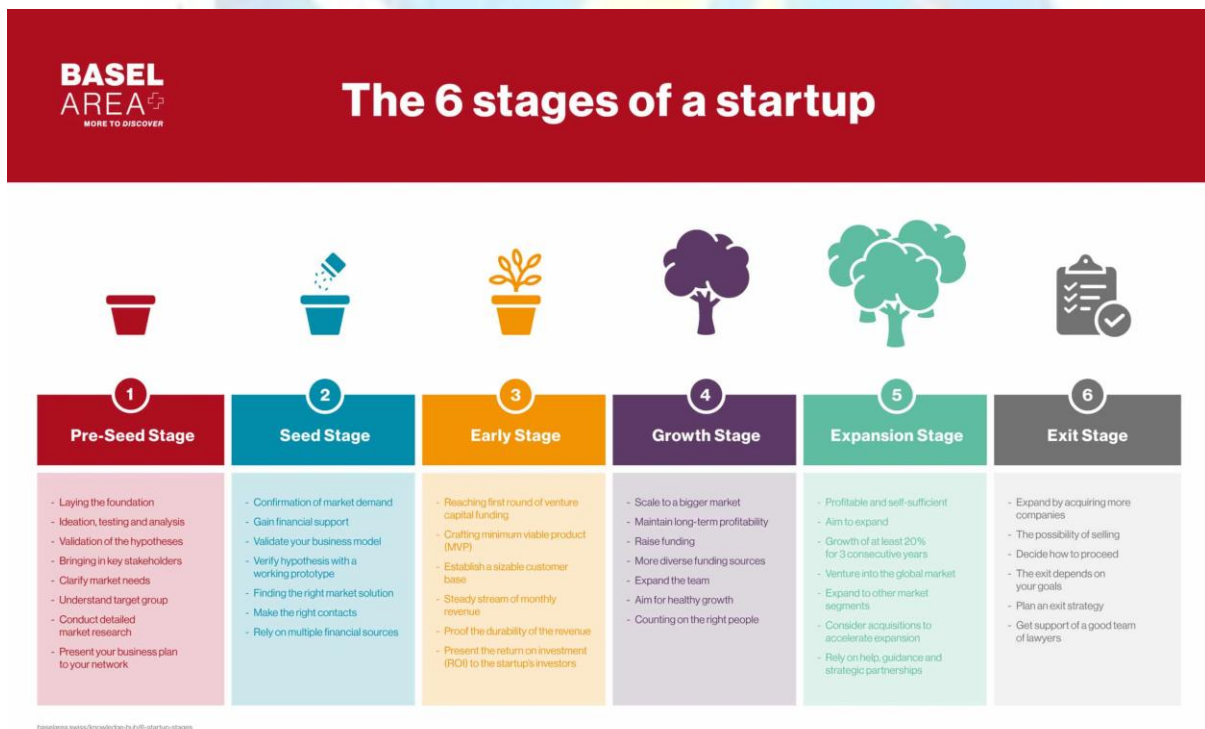 BASEL
AREA
MORE TO DISCOVER
The 6 stages of a startup
1
Pre-Seed Stage
- Laying the foundation
- Ideation, testing and analysis
- Validation of the hypotheses
- Bringing in key stakeholders
- Clarify market needs
- Understand target group
- Conduct detailed
market research
- Present your business plan
to your network
2
Seed Stage
- Confirmation of market demand
- Gain financial support
- Validate your business model
- Verify hypothesis with a
working prototype
- Finding the right market solution
- Make the right contacts
- Rely on multiple financial sources
3
Early Stage
- Reaching first round of venture
capital funding
- Crafting minimum viable product
(MVP)
- Establish a sizable customer
base
- Steady stream of monthly
revenue
- Proof the durability of the revenue
- Present the return on investment
(ROI) to the startup's investors
4
Growth Stage
- Scale to a bigger market
- Maintain long-term profitability
- Raise funding
- More diverse funding sources
- Expand the team
- Aim for healthy growth
- Counting on the right people
5
Expansion Stage
- Profitable and self-sufficient
- Aim to expand
- Growth of at least 20%
for 3 consecutive years
- Venture into the global market
- Expand to other market
segments
- Consider acquisitions to
accelerate expansion
- Rely on help, guidance and
strategic partnerships
6
Exit Stage
- Expand by acquiring more
companies
- The possibility of selling
- Decide how to proceed
- The exit depends on
your goals
- Plan an exit strategy
- Get support of a good team
of lawyers